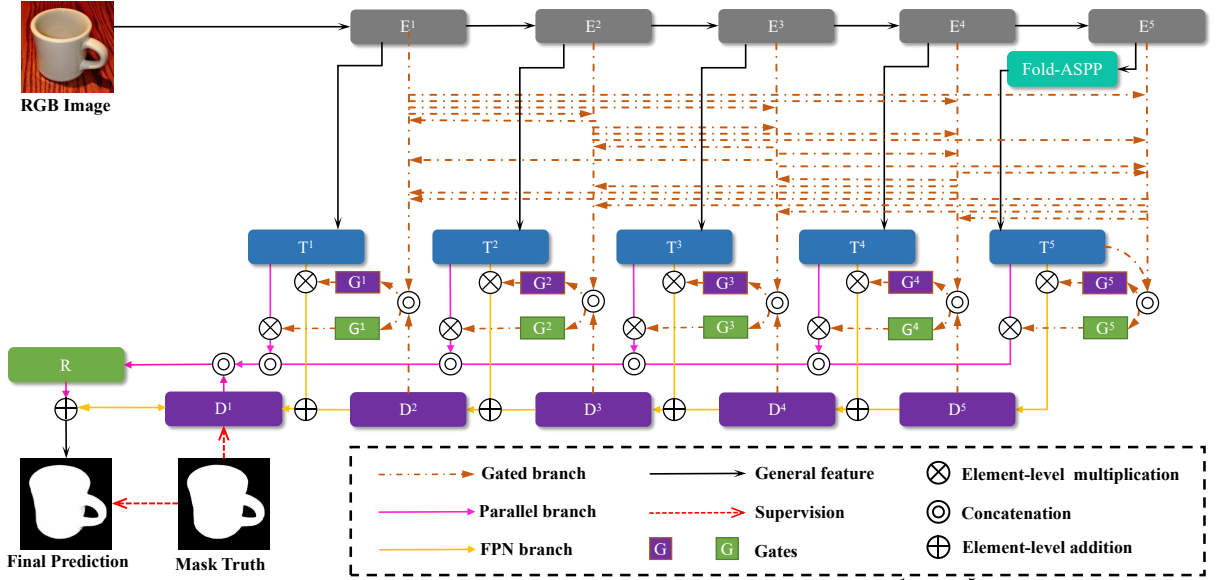 E¹ E² E³ E⁴ E⁵
Fold-ASPP
RGB Image
T¹ T² T³ T⁴ T⁵
G¹ G² G³ G⁴ G⁵
G¹ G² G³ G⁴ G⁵
R
D¹ D² D³ D⁴ D⁵
Gated branch General feature Element-level multiplication
Parallel branch Supervision Concatenation
FPN branch G G Gates Element-level addition
Final Prediction Mask Truth